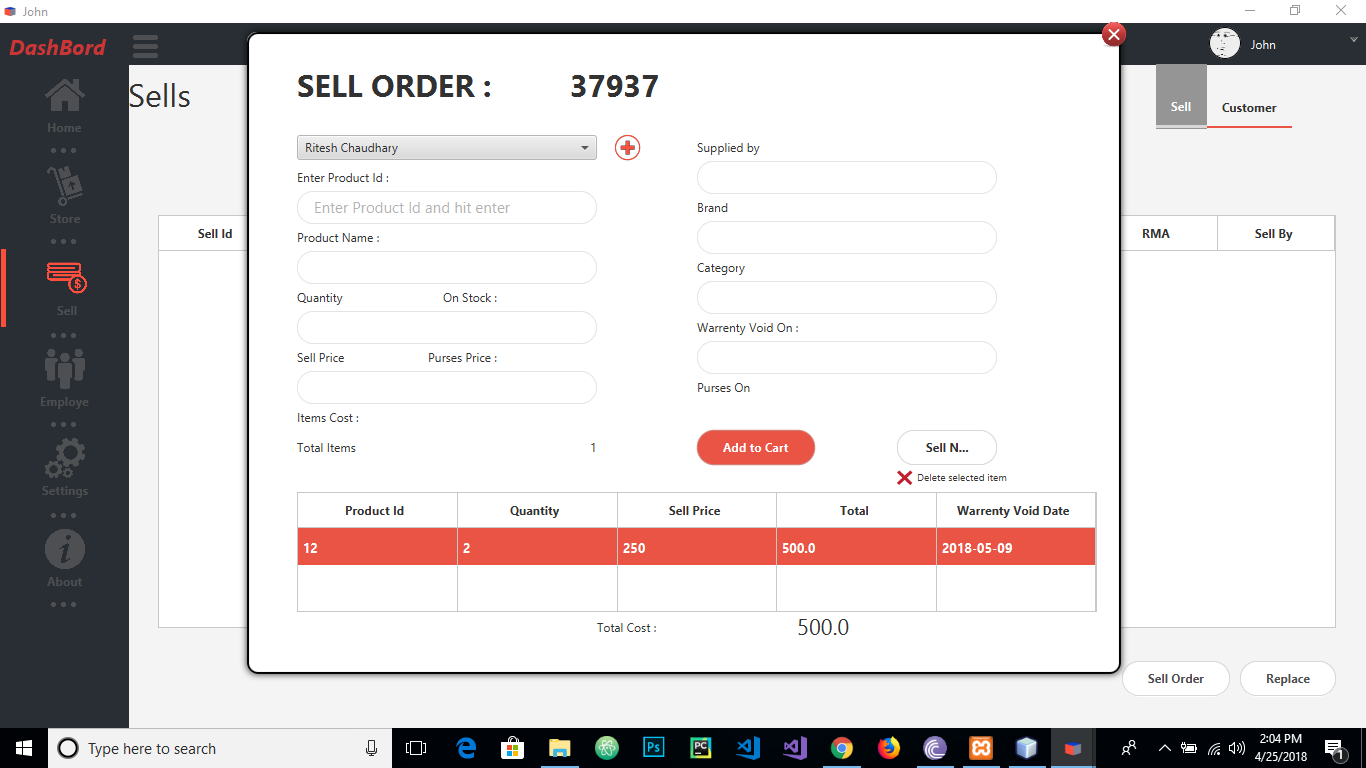 John
DashBord
John
Sells
Sell
Customer
Home
Store
Sell
Employe
Settings
About
Sell Id
RMA
Sell By
SELL ORDER : 37937
Ritesh Chaudhary
Enter Product Id :
Enter Product Id and hit enter
Product Name :
Quantity On Stock :
Sell Price Purses Price :
Items Cost :
Total Items 1
Supplied by
Brand
Category
Warrenty Void On :
Purses On
Add to Cart
Sell N...
Delete selected item
Product Id Quantity Sell Price Total Warrenty Void Date
12 2 250 500.0 2018-05-09
Total Cost : 500.0
Sell Order
Replace
Type here to search
Ps
PC
2:04 PM
4/25/2018
1